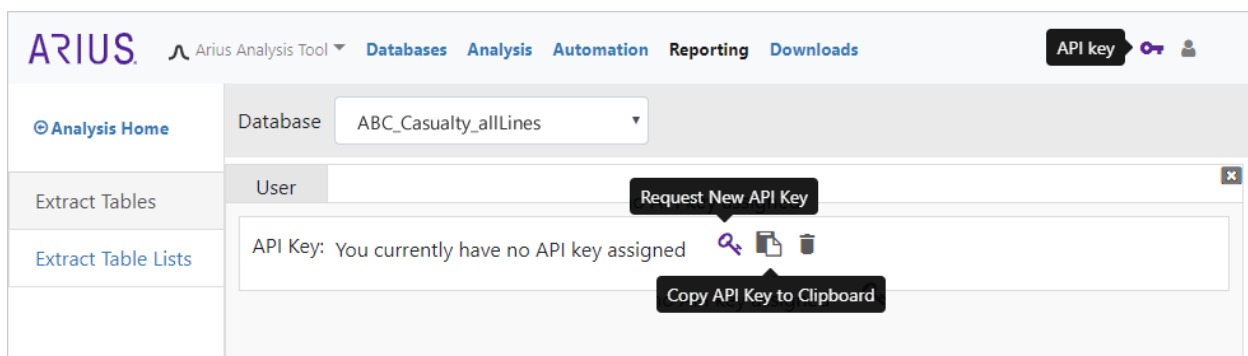 ARIUS. Arius Analysis Tool Databases Analysis Automation Reporting Downloads API key
Analysis Home
Database ABC_Casualty_allLines
User
Extract Tables
Request New API Key
API Key: You currently have no API key assigned
Extract Table Lists
Copy API Key to Clipboard